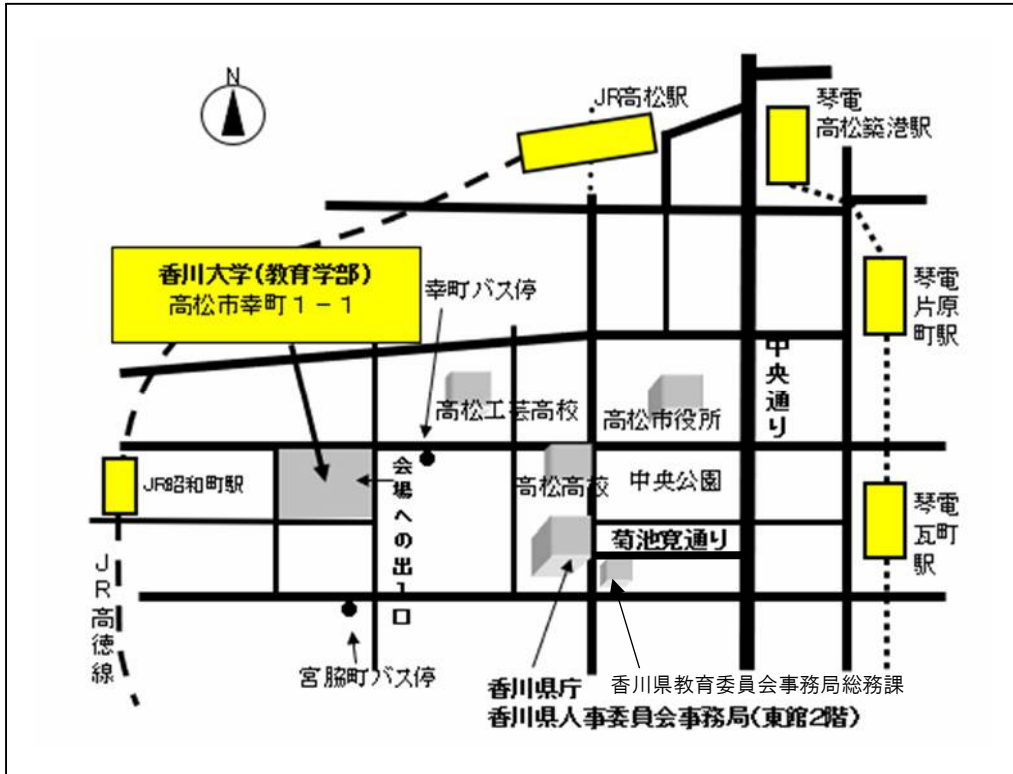 N
JR高松駅
琴電
高松築港駅
香川大学(教育学部)
高松市幸町1-1
幸町バス停
琴電
片原
町駅
中央通り
高松工芸高校
高松市役所
JR昭和町駅
会場への出入口
高松高校
中央公園
琴電
瓦町
駅
菊池寛通り
JR高徳線
宮脇町バス停
香川県庁
香川県人事委員会事務局(東館2階)
香川県教育委員会事務局総務課